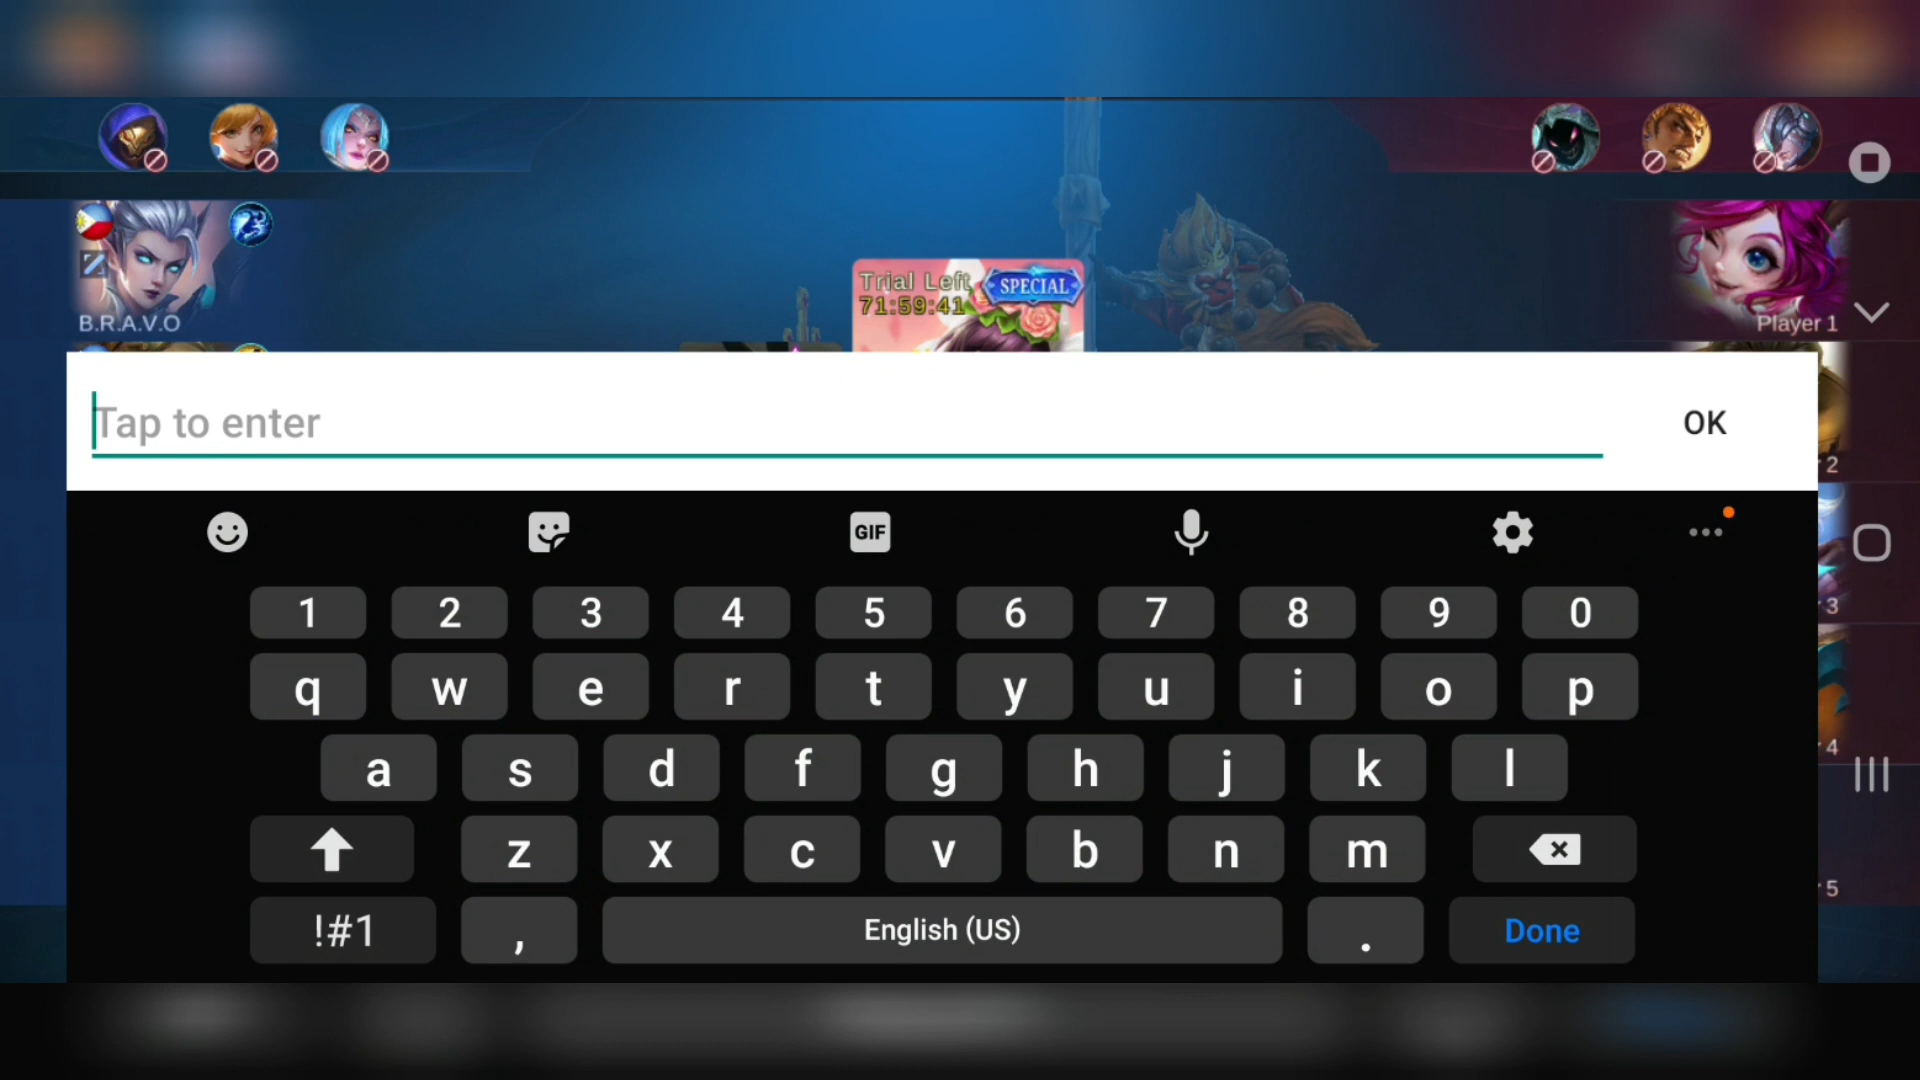 Trial Left
71:59:41
SPECIAL
B.R.A.V.O
Player 1
Tap to enter
OK
2
GIF
1 2 3 4 5 6 7 8 9 0
q w e r t y u i o p
3
a s d f g h j k l
4
z x c v b n m
5
!#1 , English (US) . Done